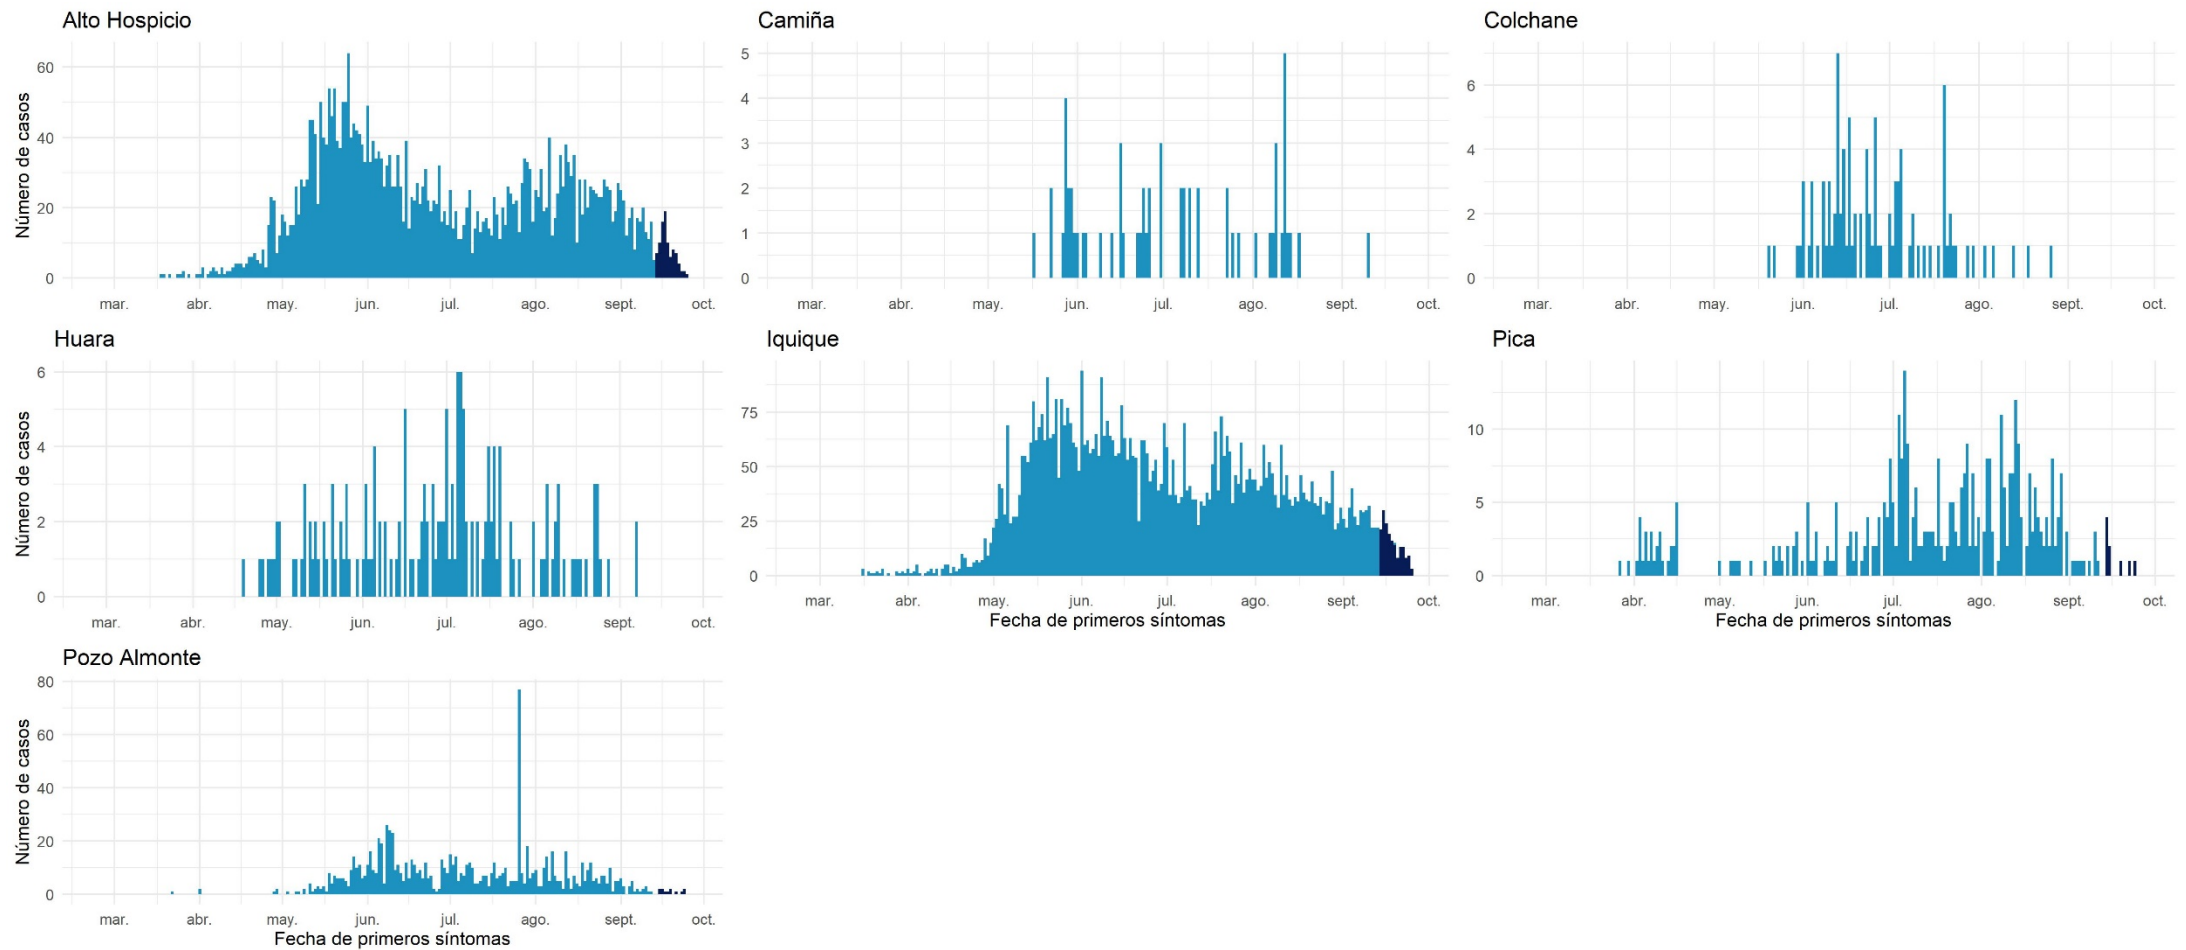 Alto Hospicio
Camiña
Colchane
Número de casos
60
40
20
0
mar. abr. may. jun. jul. ago. sept. oct.
5
4
3
2
1
0
mar. abr. may. jun. jul. ago. sept. oct.
6
4
2
0
mar. abr. may. jun. jul. ago. sept. oct.
Huara
Iquique
Pica
Número de casos
6
4
2
0
mar. abr. may. jun. jul. ago. sept. oct.
75
50
25
0
mar. abr. may. jun. jul. ago. sept. oct.
Fecha de primeros síntomas
10
5
0
mar. abr. may. jun. jul. ago. sept. oct.
Fecha de primeros síntomas
Pozo Almonte
Número de casos
80
60
40
20
0
mar. abr. may. jun. jul. ago. sept. oct.
Fecha de primeros síntomas